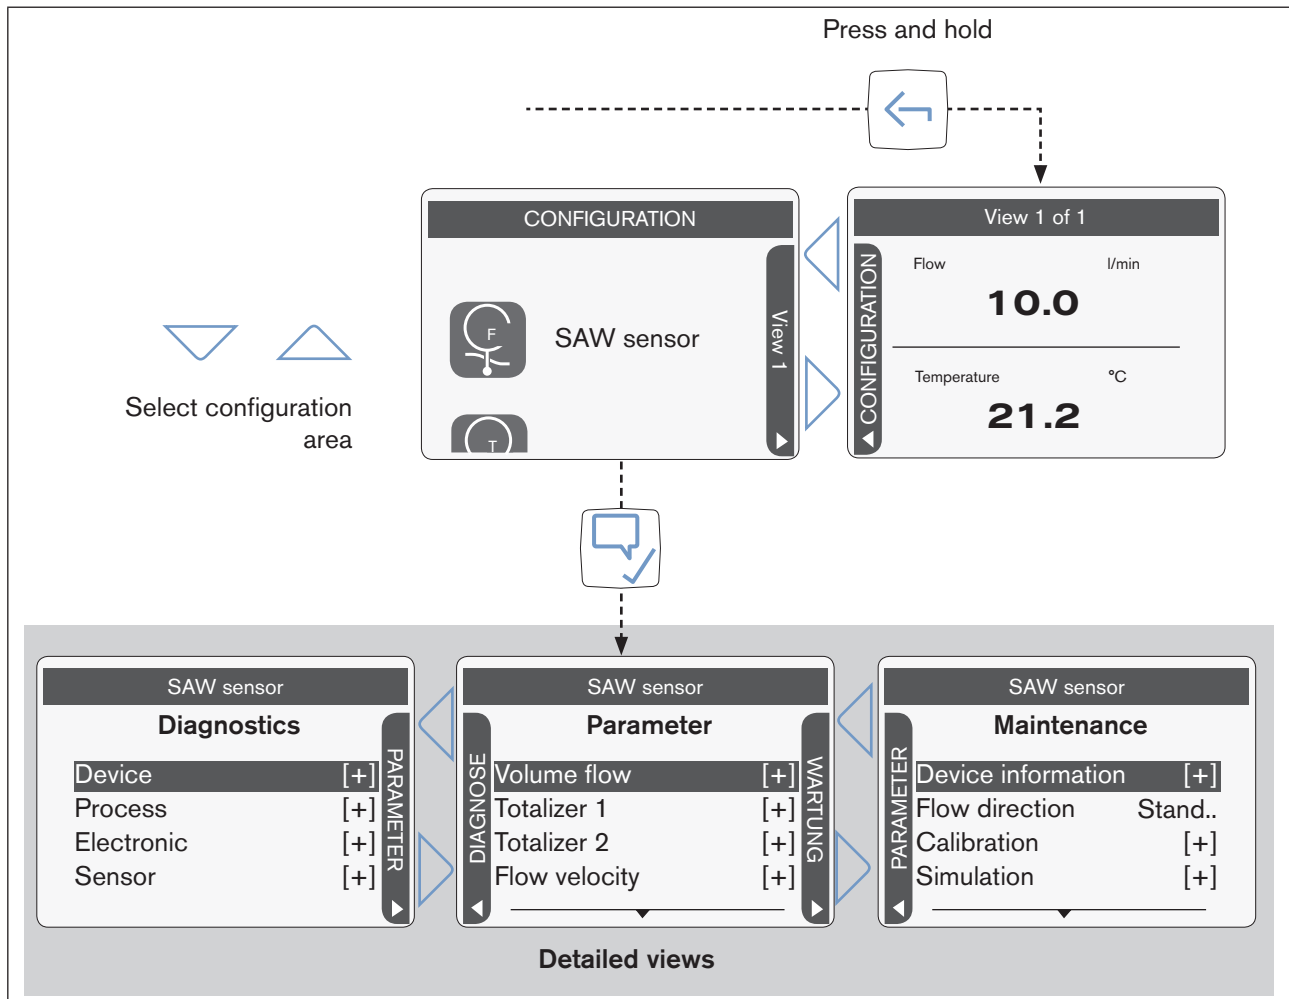 Press and hold
CONFIGURATION
F
SAW sensor
T
View 1
View 1 of 1
CONFIGURATION
Flow l/min
10.0
Temperature °C
21.2
Select configuration
area
SAW sensor
Diagnostics
Device [+]
Process [+]
Electronic [+]
Sensor [+]
PARAMETER
SAW sensor
Parameter
DIAGNOSE
Volume flow [+]
Totalizer 1 [+]
Totalizer 2 [+]
Flow velocity [+]
WARTUNG
SAW sensor
Maintenance
PARAMETER
Device information [+]
Flow direction Stand..
Calibration [+]
Simulation [+]
Detailed views